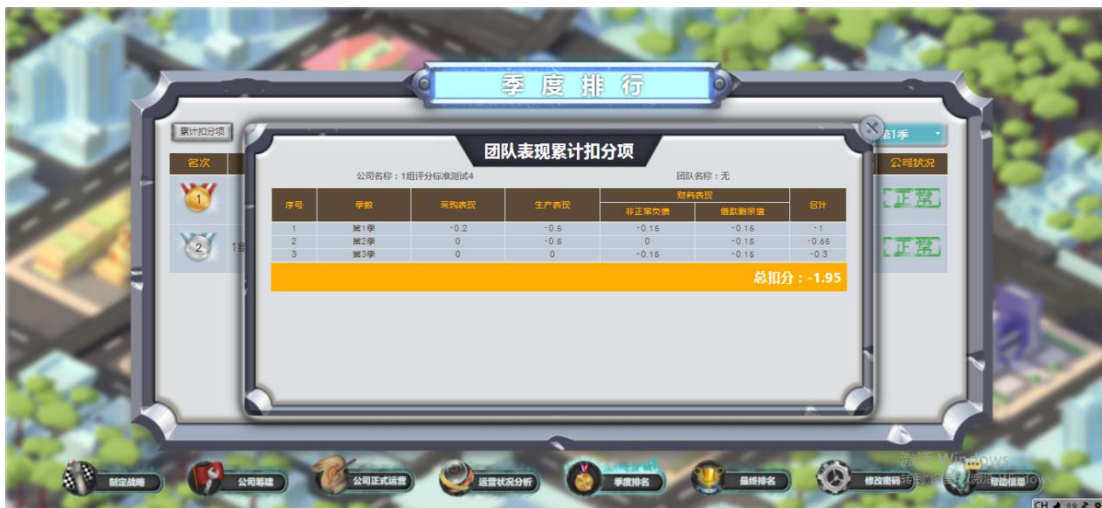 季度排行
累计扣分项
第1季
团队表现累计扣分项
公司名称：1组评分标准测试4 团队名称：无
名次 公司状况
序号 季数 采购表现 生产表现 财务表现 合计
非正常负债 借款剩余值
1 第1季 -0.2 -0.5 -0.15 -0.15 -1
2 第2季 0 -0.5 0 -0.15 -0.65
3 第3季 0 0 -0.15 -0.15 -0.3
总扣分：-1.95
1 正常
2 1组 正常
激活 Windows
制定战略 公司筹建 公司正式运营 运营状况分析 季度排名 最终排名 修改密码 帮助信息
CH